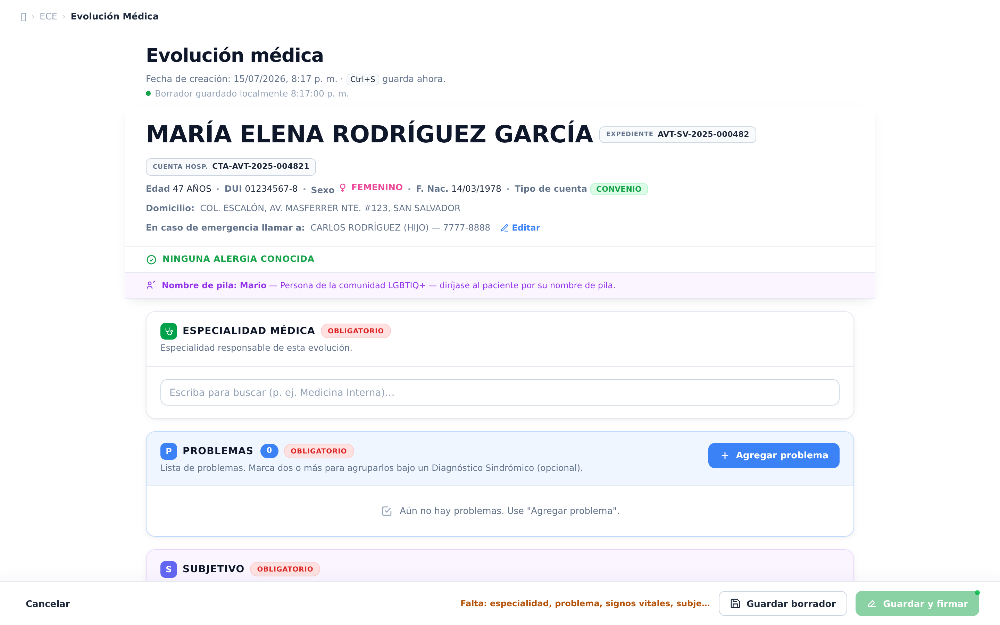 › ECE › Evolución Médica
Evolución médica
Fecha de creación: 15/07/2026, 8:17 p. m. · Ctrl+S guarda ahora.
Borrador guardado localmente 8:17:00 p. m.
MARÍA ELENA RODRÍGUEZ GARCÍA EXPEDIENTE AVT-SV-2025-000482
CUENTA HOSP. CTA-AVT-2025-004821
Edad 47 AÑOS • DUI 01234567-8 • Sexo ♀ FEMENINO • F. Nac. 14/03/1978 • Tipo de cuenta CONVENIO
Domicilio: COL. ESCALÓN, AV. MASFERRER NTE. #123, SAN SALVADOR
En caso de emergencia llamar a: CARLOS RODRÍGUEZ (HIJO) — 7777-8888 Editar
NINGUNA ALERGIA CONOCIDA
Nombre de pila: Mario — Persona de la comunidad LGBTIQ+ — diríjase al paciente por su nombre de pila.
ESPECIALIDAD MÉDICA OBLIGATORIO
Especialidad responsable de esta evolución.
Escriba para buscar (p. ej. Medicina Interna)...
P PROBLEMAS 0 OBLIGATORIO + Agregar problema
Lista de problemas. Marca dos o más para agruparlos bajo un Diagnóstico Sindrómico (opcional).
Aún no hay problemas. Use "Agregar problema".
S SUBJETIVO OBLIGATORIO
Cancelar Falta: especialidad, problema, signos vitales, subje... Guardar borrador Guardar y firmar